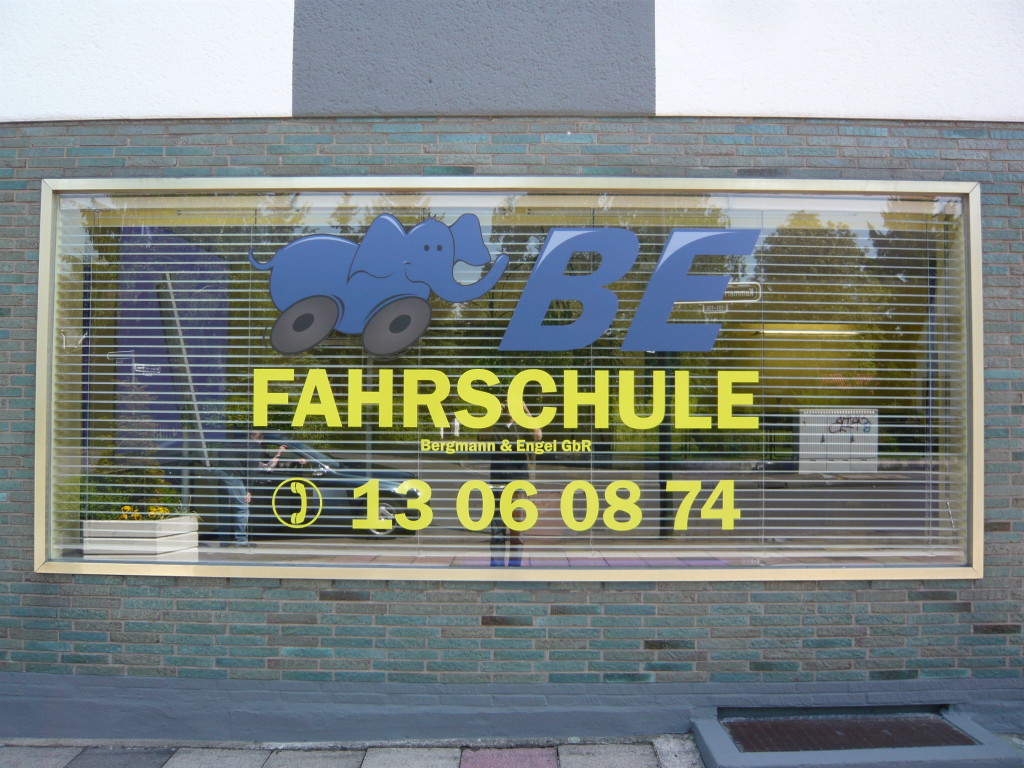 BE
FAHRSCHULE
Bergmann & Engel GbR
13 06 08 74